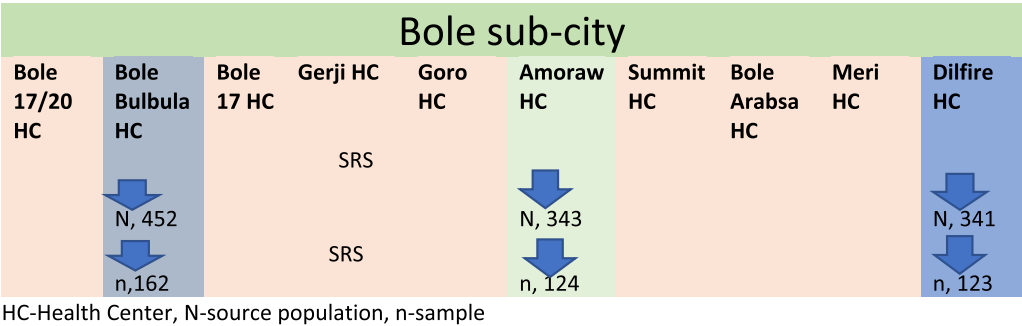 Bole sub-city
Bole
17/20
HC
Bole
Bulbula
HC
Bole
17 HC
Gerji HC
Goro
HC
Amoraw
HC
Summit
HC
Bole
Arabsa
HC
Meri
HC
Dilfire
HC
SRS
N, 452
N, 343
N, 341
SRS
n,162
n, 124
n, 123
HC-Health Center, N-source population, n-sample